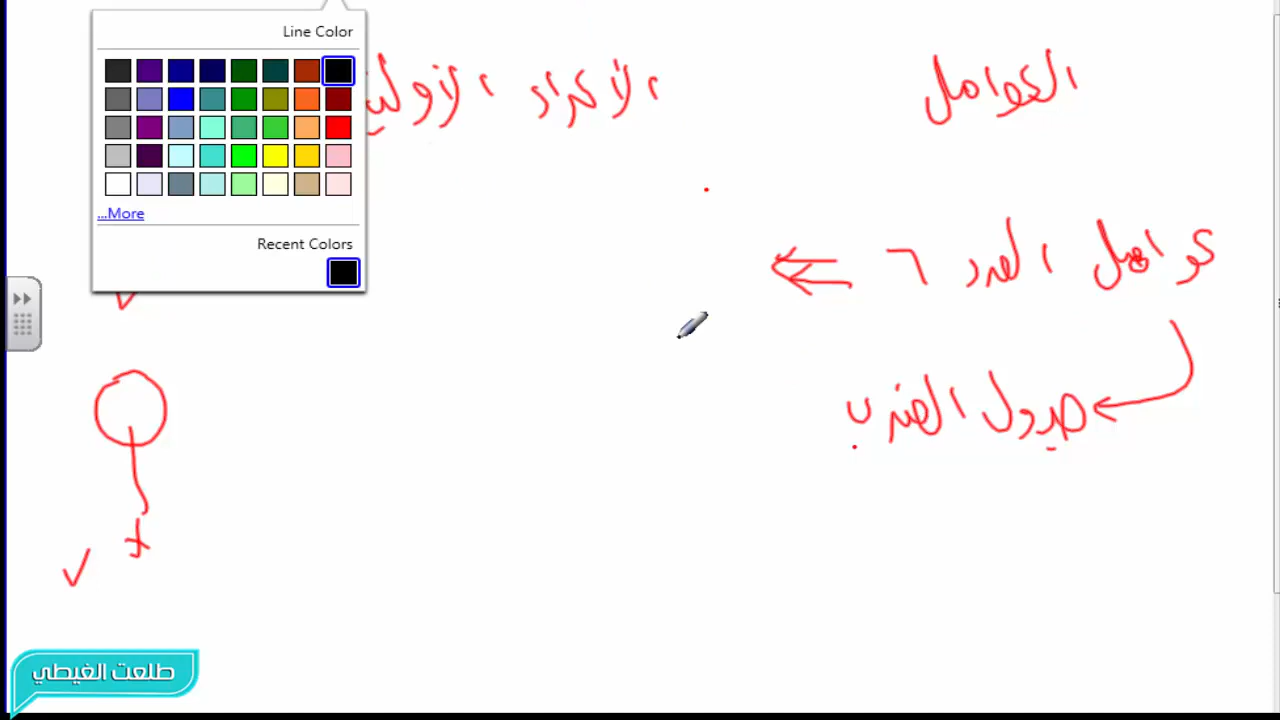 Line Color
العوامل
الأعداد الأولية
...More
Recent Colors
عوامل العدد ٦
جدول الضرب
طلعت الغيطي